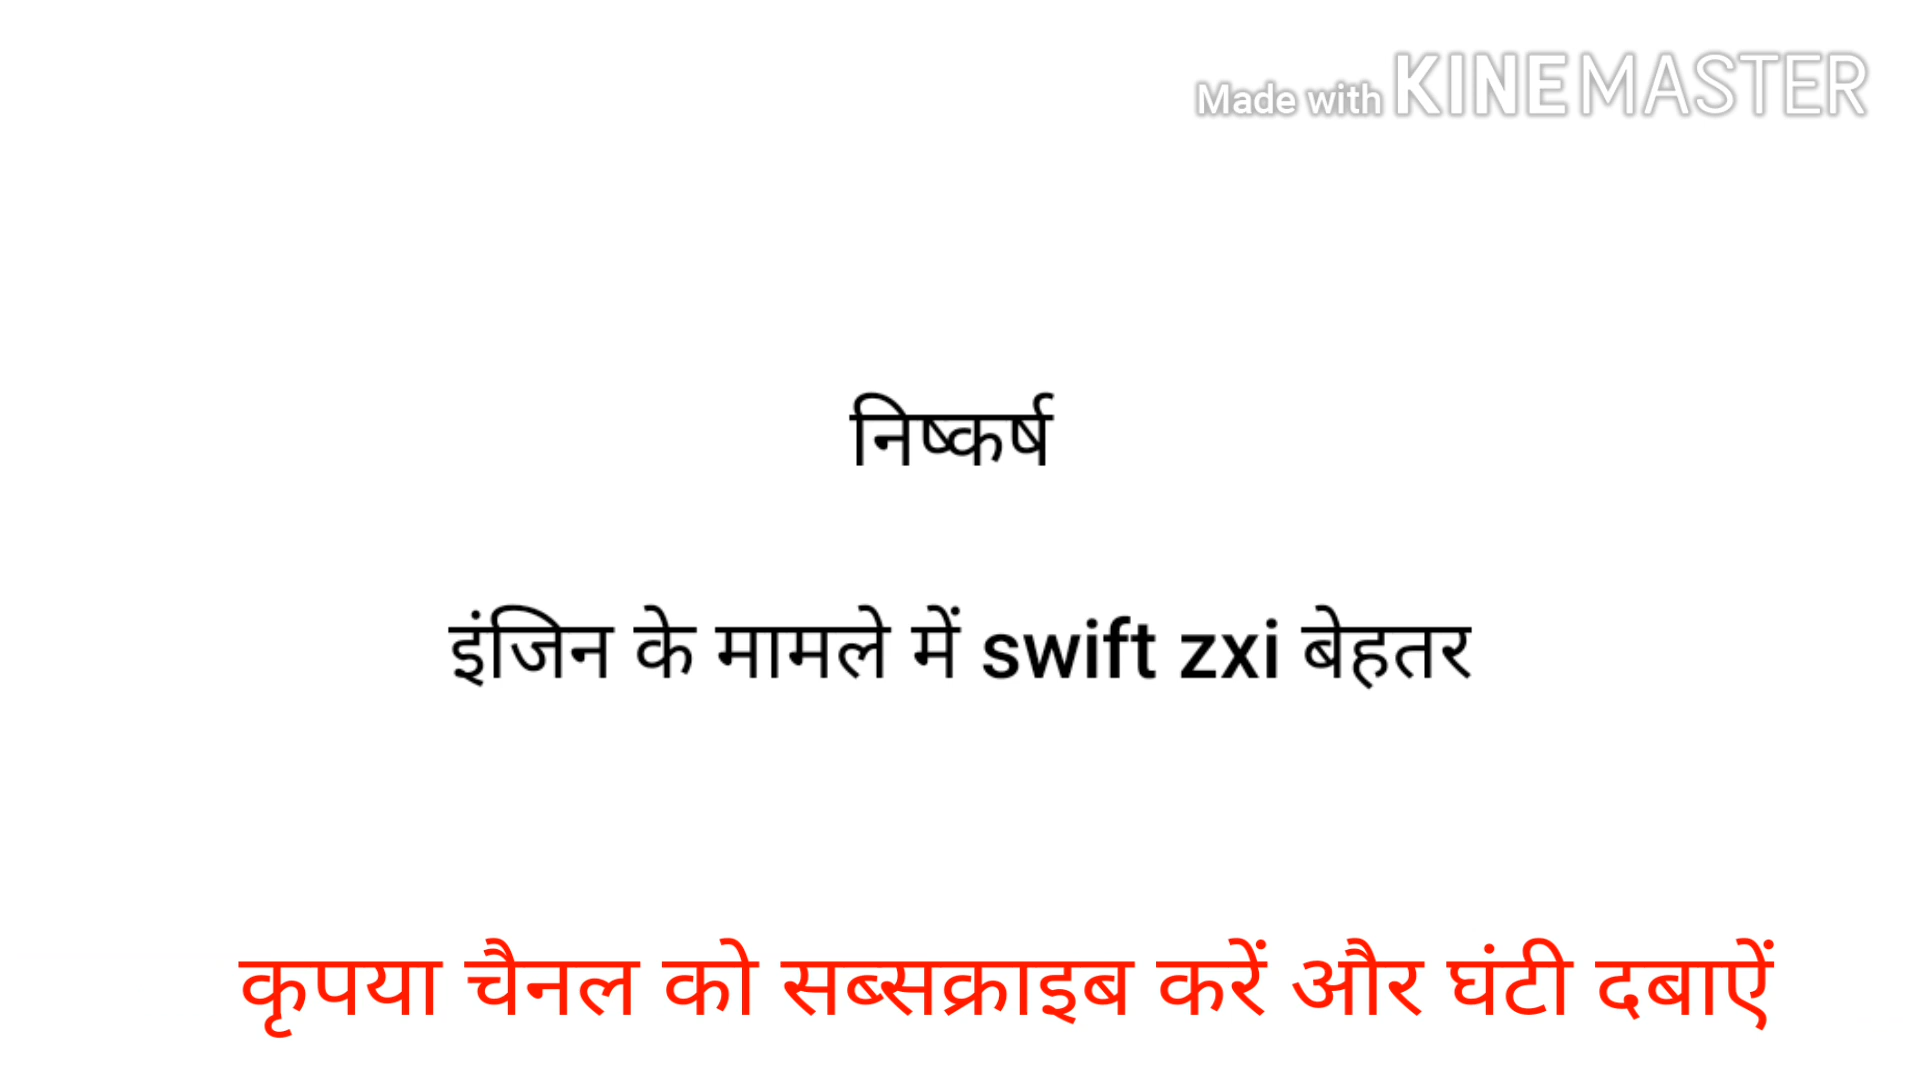 Made with KINEMASTER
निष्कर्ष
इंजिन के मामले में swift zxi बेहतर
कृपया चैनल को सब्सक्राइब करें और घंटी दबाऐं